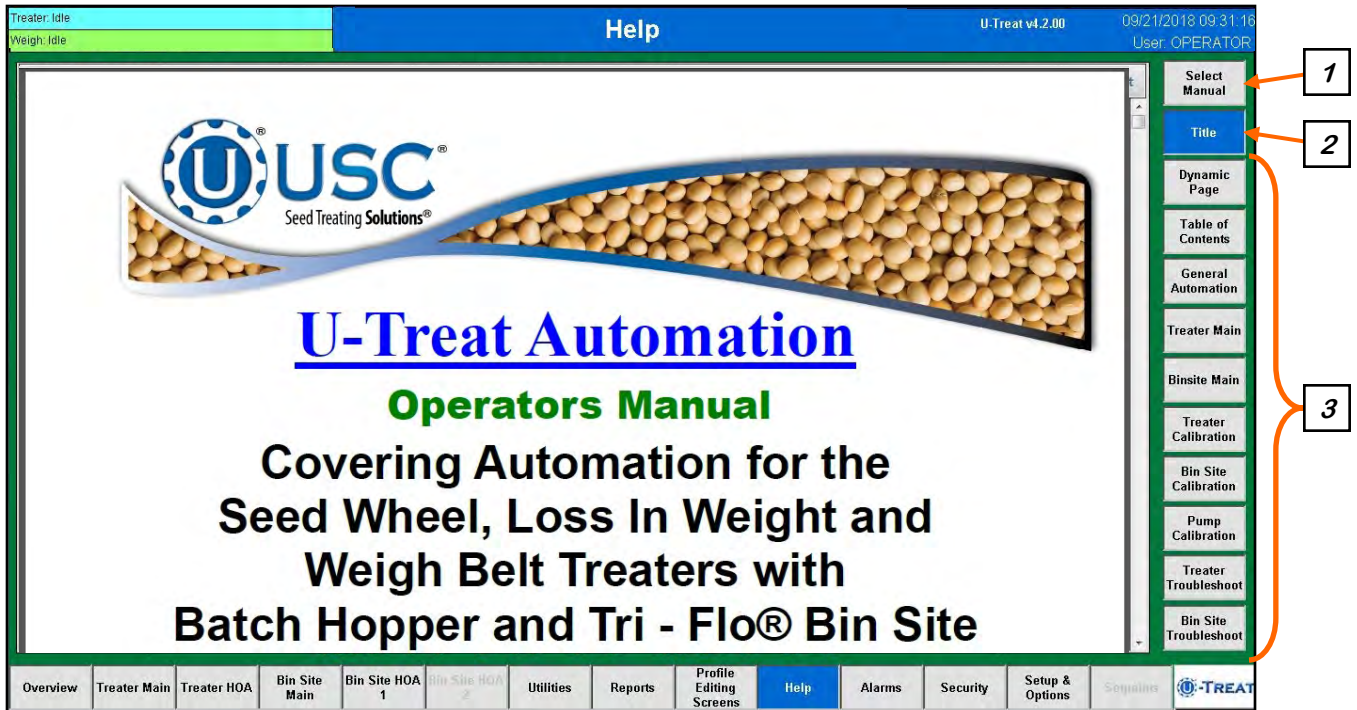 Treater: Idle
Weigh: Idle
Help
U-Treat v4.2.00
09/21/2018 09:31:16
User: OPERATOR
U USC®
Seed Treating Solutions®
U-Treat Automation
Operators Manual
Covering Automation for the
Seed Wheel, Loss In Weight and
Weigh Belt Treaters with
Batch Hopper and Tri - Flo® Bin Site
Select
Manual
Title
Dynamic
Page
Table of
Contents
General
Automation
Treater Main
Binsite Main
Treater
Calibration
Bin Site
Calibration
Pump
Calibration
Treater
Troubleshoot
Bin Site
Troubleshoot
1
2
3
Overview
Treater Main
Treater HOA
Bin Site
Main
Bin Site HOA
1
Bin Site HOA
2
Utilities
Reports
Profile
Editing
Screens
Help
Alarms
Security
Setup &
Options
U-TREAT